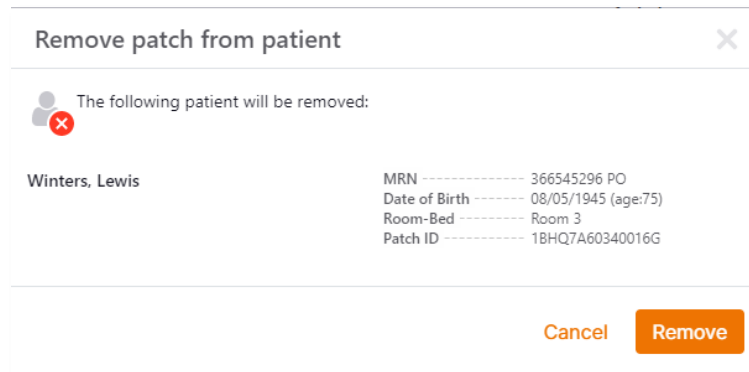 Remove patch from patient
The following patient will be removed:
Winters, Lewis
MRN 366545296 PO
Date of Birth 08/05/1945 (age:75)
Room-Bed Room 3
Patch ID 1BHQ7A60340016G
Cancel Remove